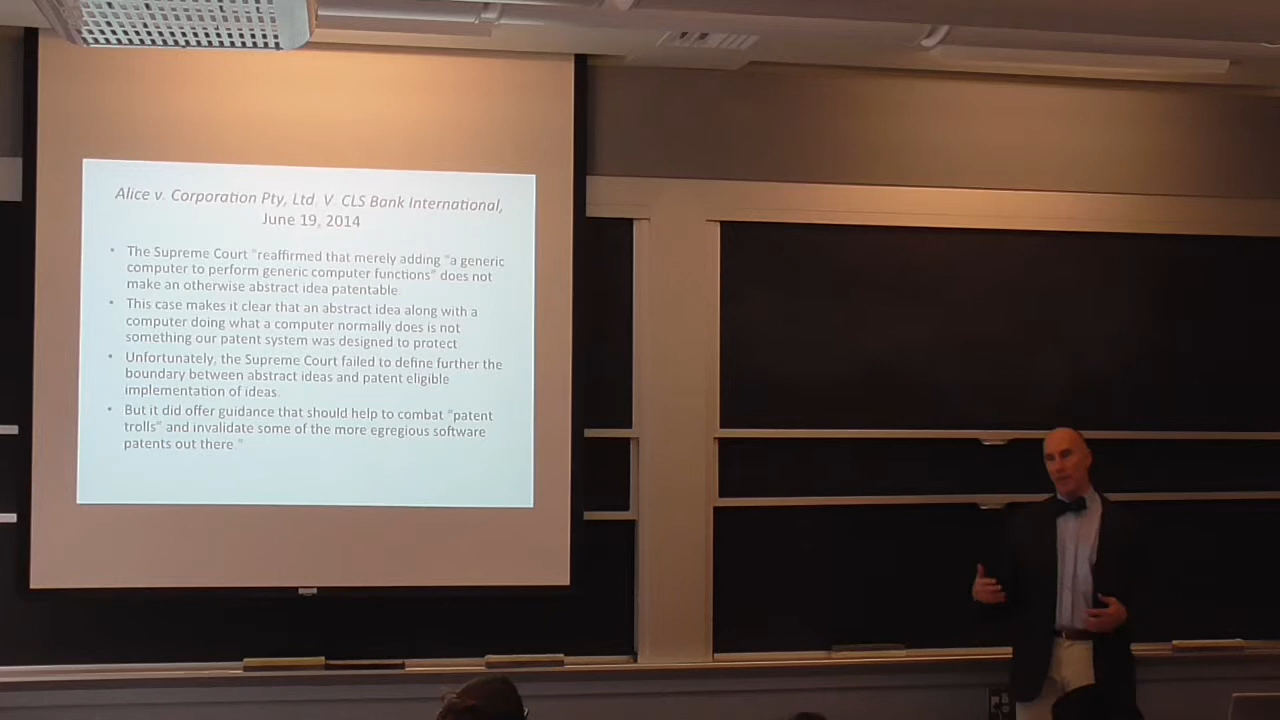 Alice v. Corporation Pty, Ltd. V. CLS Bank International,
June 19, 2014
• The Supreme Court "reaffirmed that merely adding "a generic
computer to perform generic computer functions" does not
make an otherwise abstract idea patentable.
• This case makes it clear that an abstract idea along with a
computer doing what a computer normally does is not
something our patent system was designed to protect.
• Unfortunately, the Supreme Court failed to define further the
boundary between abstract ideas and patent eligible
implementation of ideas.
• But it did offer guidance that should help to combat "patent
trolls" and invalidate some of the more egregious software
patents out there."